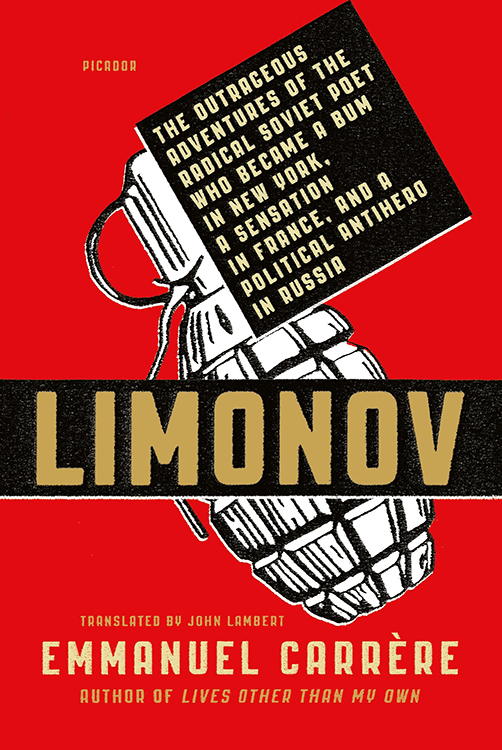 PICADOR
THE OUTRAGEOUS
ADVENTURES OF THE
RADICAL SOVIET POET
WHO BECAME A BUM
IN NEW YORK,
A SENSATION
IN FRANCE, AND A
POLITICAL ANTIHERO
IN RUSSIA
LIMONOV
TRANSLATED BY JOHN LAMBERT
EMMANUEL CARRÈRE
AUTHOR OF LIVES OTHER THAN MY OWN